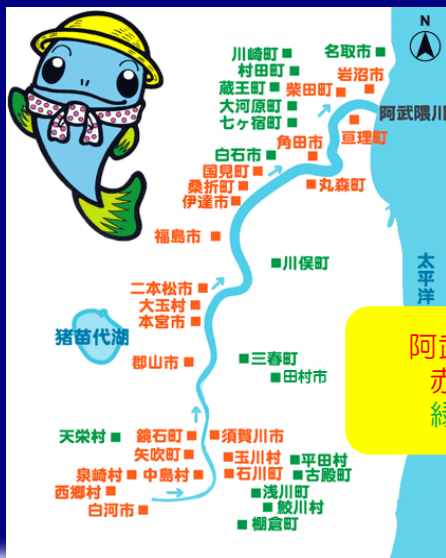 N
川崎町
名取市
村田町
岩沼市
蔵王町
柴田町
大河原町
阿武隈川
七ヶ宿町
亘理町
角田市
白石市
国見町
桑折町
丸森町
伊達市
福島市
川俣町
太平洋
二本松市
大玉村
本宮市
猪苗代湖
阿武
三春町
郡山市
田村市
天栄村
鏡石町
須賀川市
矢吹町
玉川村
平田村
泉崎村
中島村
石川町
古殿町
西郷村
浅川町
白河市
鮫川村
棚倉町